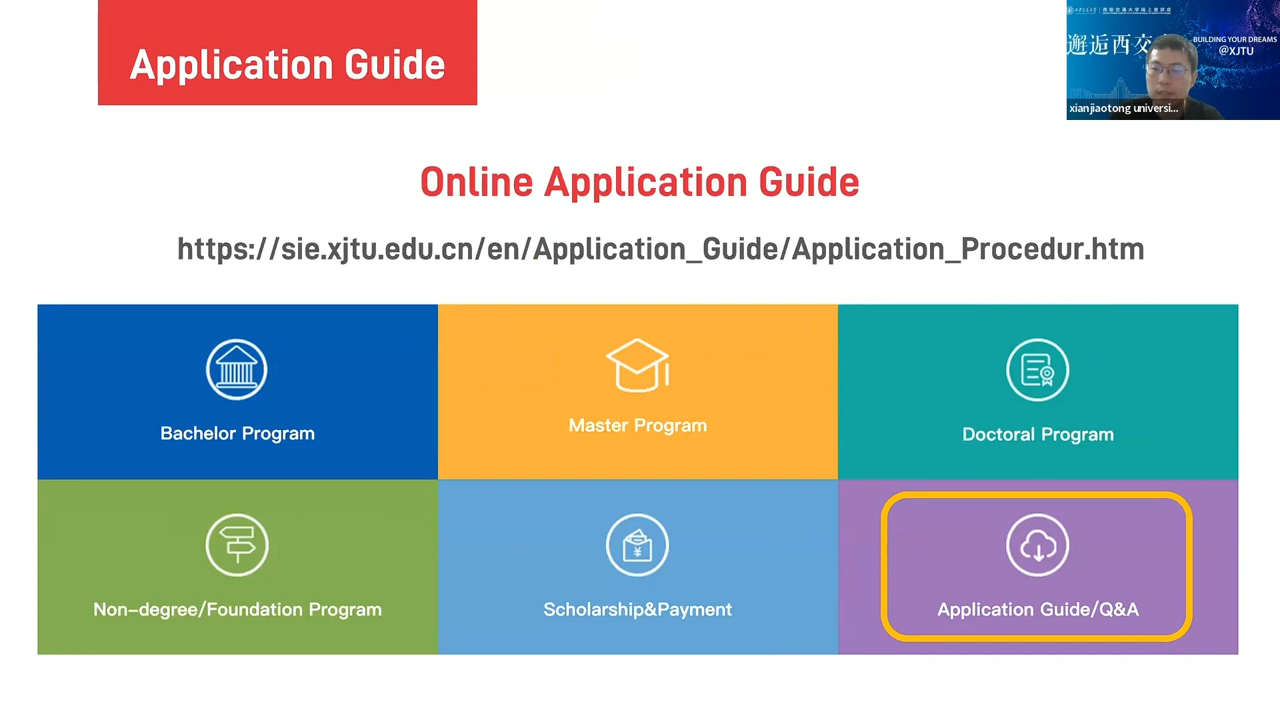 Application Guide
BUILDING YOUR DREAMS
@XJTU
邂逅西交
xianjiaotong universi...
Online Application Guide
https://sie.xjtu.edu.cn/en/Application_Guide/Application_Procedur.htm
Bachelor Program
Master Program
Doctoral Program
Non-degree/Foundation Program
Scholarship&Payment
Application Guide/Q&A